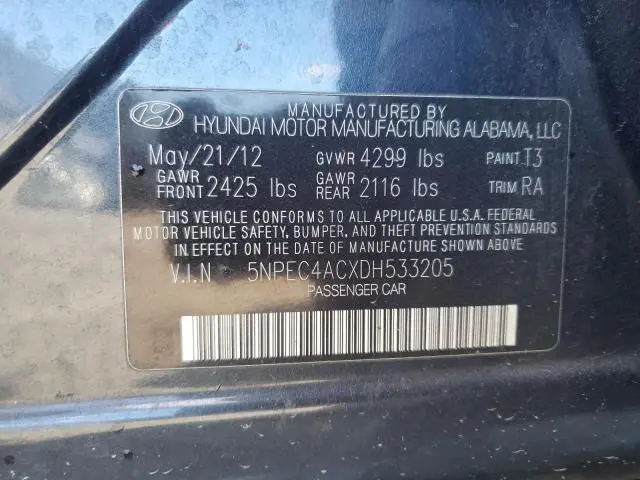 MANUFACTURED BY
HYUNDAI MOTOR MANUFACTURING ALABAMA, LLC
May/21/12 GVWR 4299 lbs PAINT T3
GAWR FRONT 2425 lbs GAWR REAR 2116 lbs TRIM RA
THIS VEHICLE CONFORMS TO ALL APPLICABLE U.S.A. FEDERAL
MOTOR VEHICLE SAFETY, BUMPER, AND THEFT PREVENTION STANDARDS
IN EFFECT ON THE DATE OF MANUFACTURE SHOWN ABOVE.
V.I.N 5NPEC4ACXDH533205
PASSENGER CAR